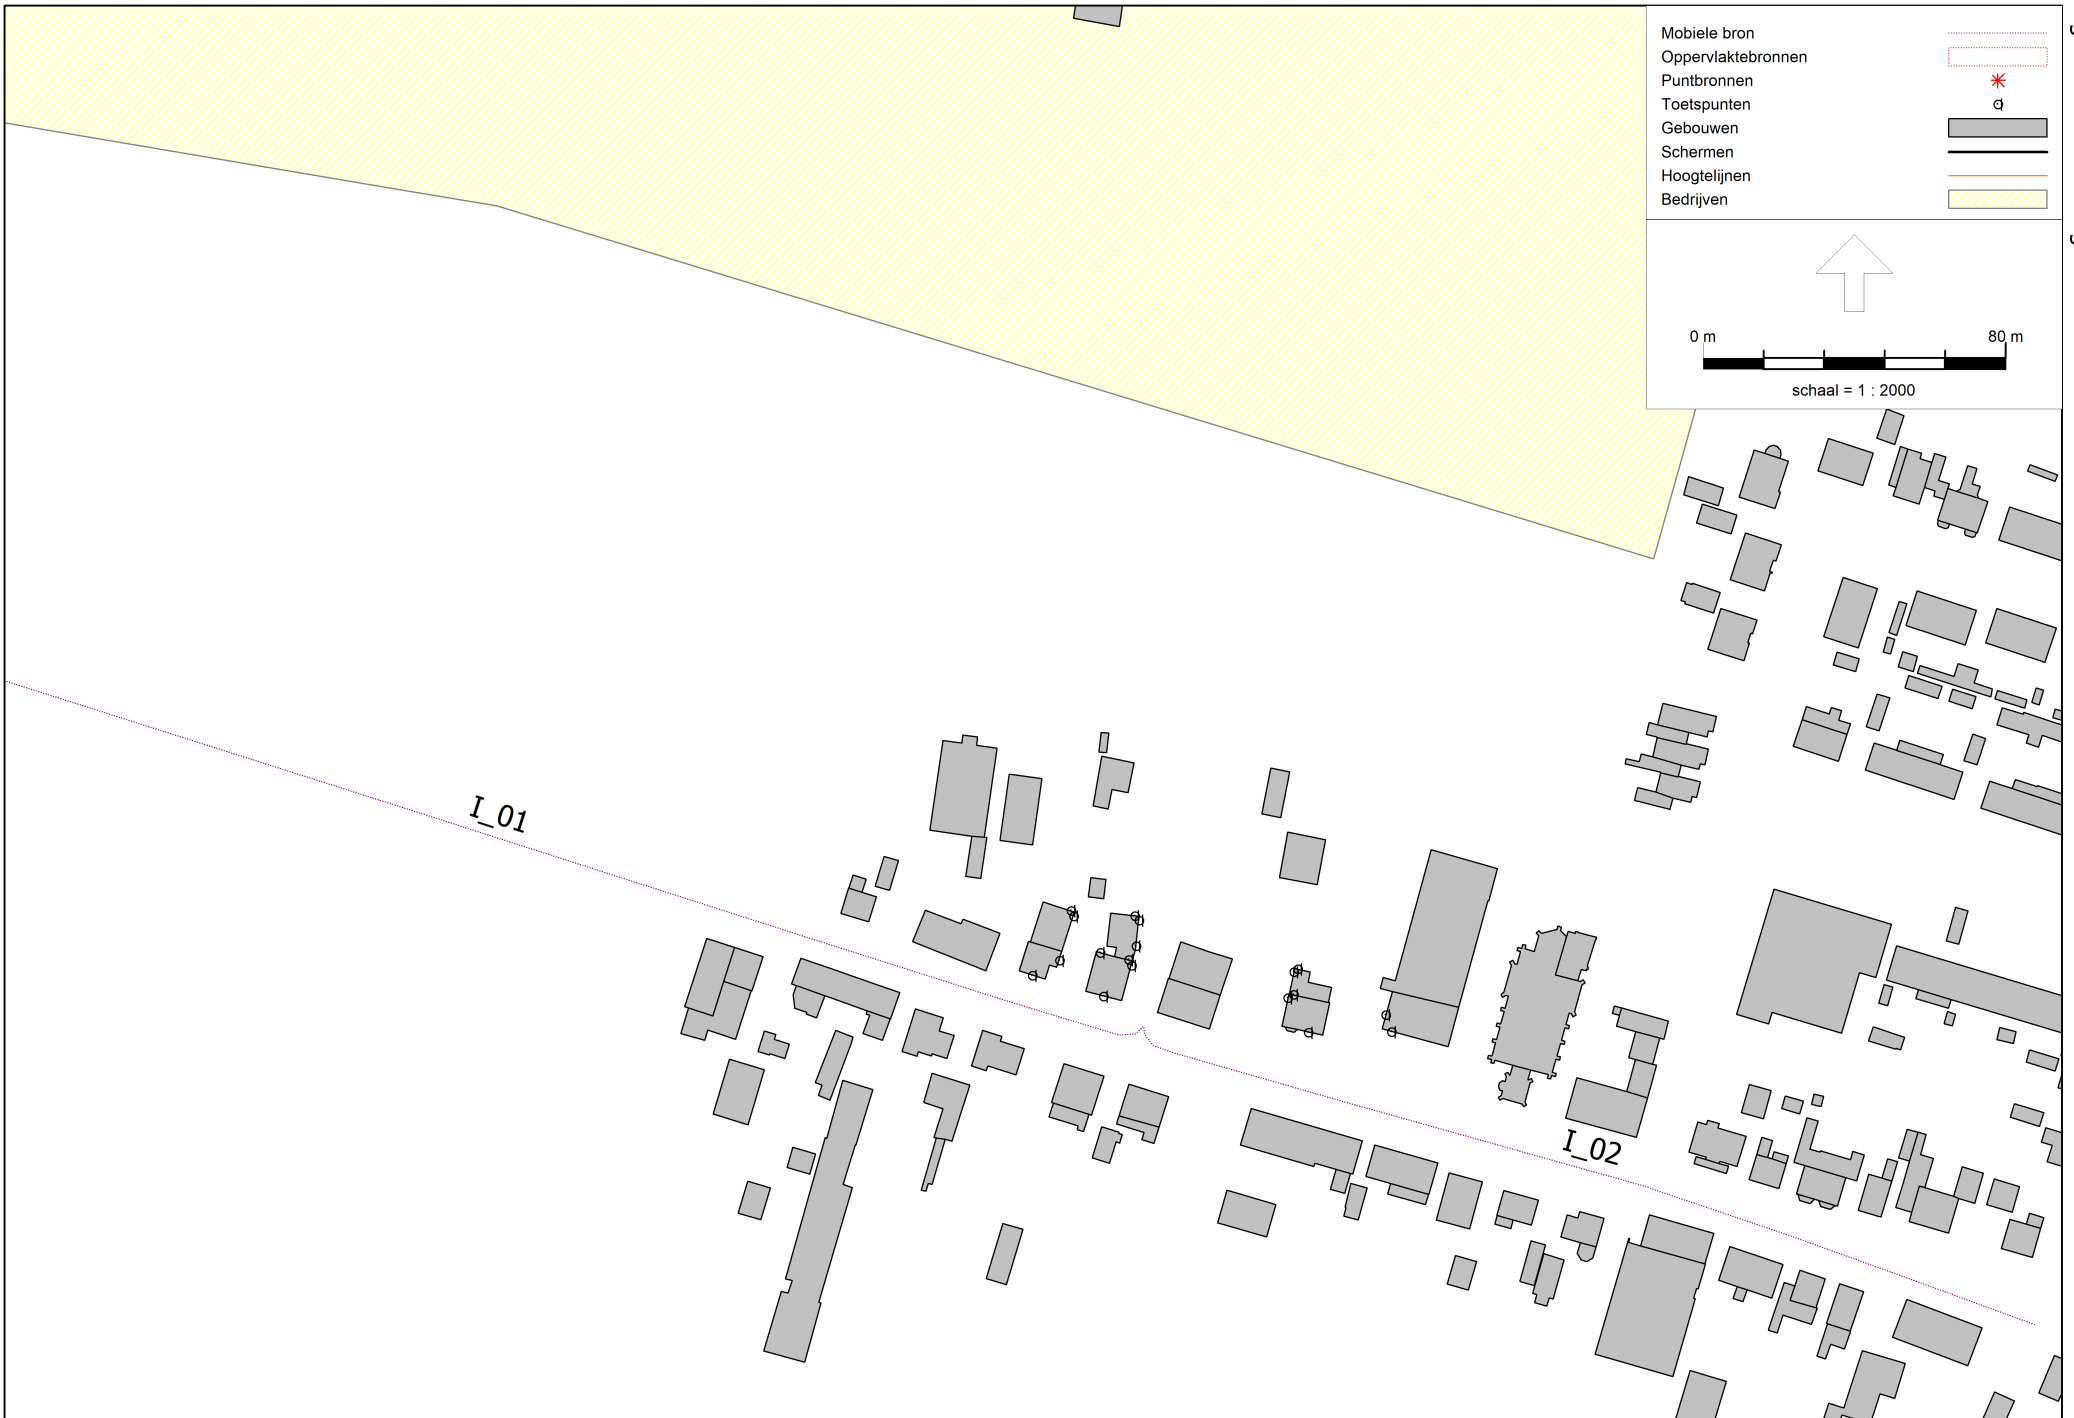 Mobiele bron
Oppervlaktebronnen
Puntbronnen
Toetspunten
Gebouwen
Schermen
Hoogtelijnen
Bedrijven
0 m 80 m
schaal = 1 : 2000
I_01
I_02